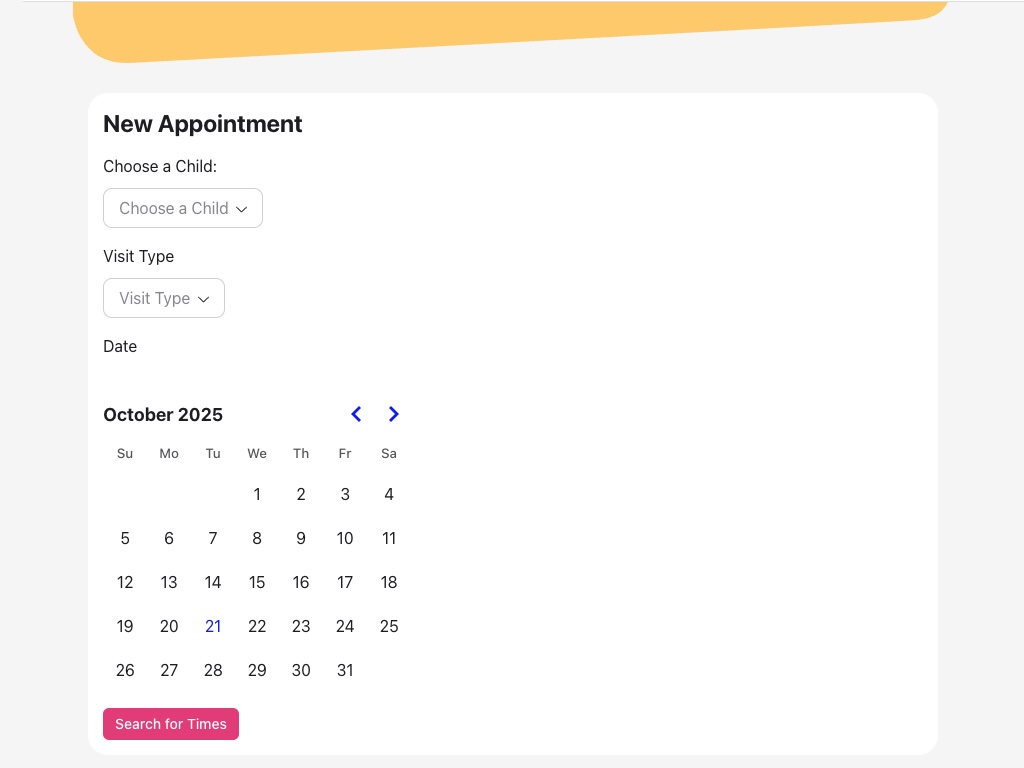 New Appointment
Choose a Child:
Choose a Child
Visit Type
Visit Type
Date
October 2025
Su Mo Tu We Th Fr Sa
1 2 3 4
5 6 7 8 9 10 11
12 13 14 15 16 17 18
19 20 21 22 23 24 25
26 27 28 29 30 31
Search for Times